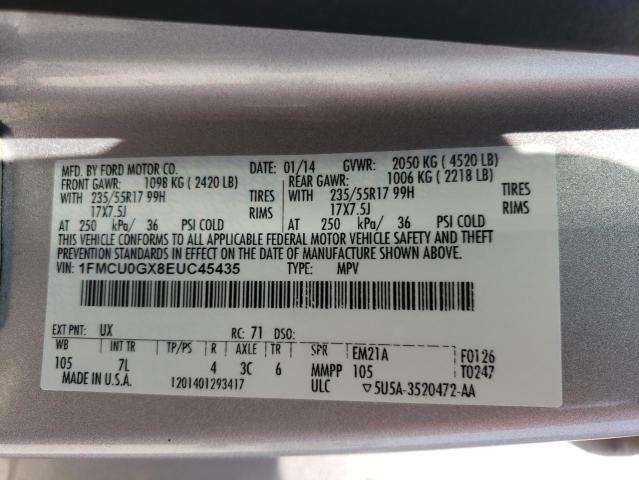 MFD. BY FORD MOTOR CO. DATE: 01/14 GVWR: 2050 KG ( 4520 LB)
FRONT GAWR: 1098 KG ( 2420 LB) REAR GAWR: 1006 KG ( 2218 LB)
WITH 235/55R17 99H TIRES WITH 235/55R17 99H TIRES
17X7.5J RIMS 17X7.5J RIMS
AT 250 kPa/ 36 PSI COLD AT 250 kPa/ 36 PSI COLD
THIS VEHICLE CONFORMS TO ALL APPLICABLE FEDERAL MOTOR VEHICLE SAFETY AND THEFT
PREVENTION STANDARDS IN EFFECT ON THE DATE OF MANUFACTURE SHOWN ABOVE.
VIN: 1FMCU0GX8EUC45435 TYPE: MPV
EXT PNT: UX RC: 71 DSO:
WB INT TR TP/PS R AXLE TR SPR EM21A F0126
105 7L 4 3C 6 MMPP 105 T0247
MADE IN U.S.A. 1201401293417 ULC ▽5U5A-3520472-AA